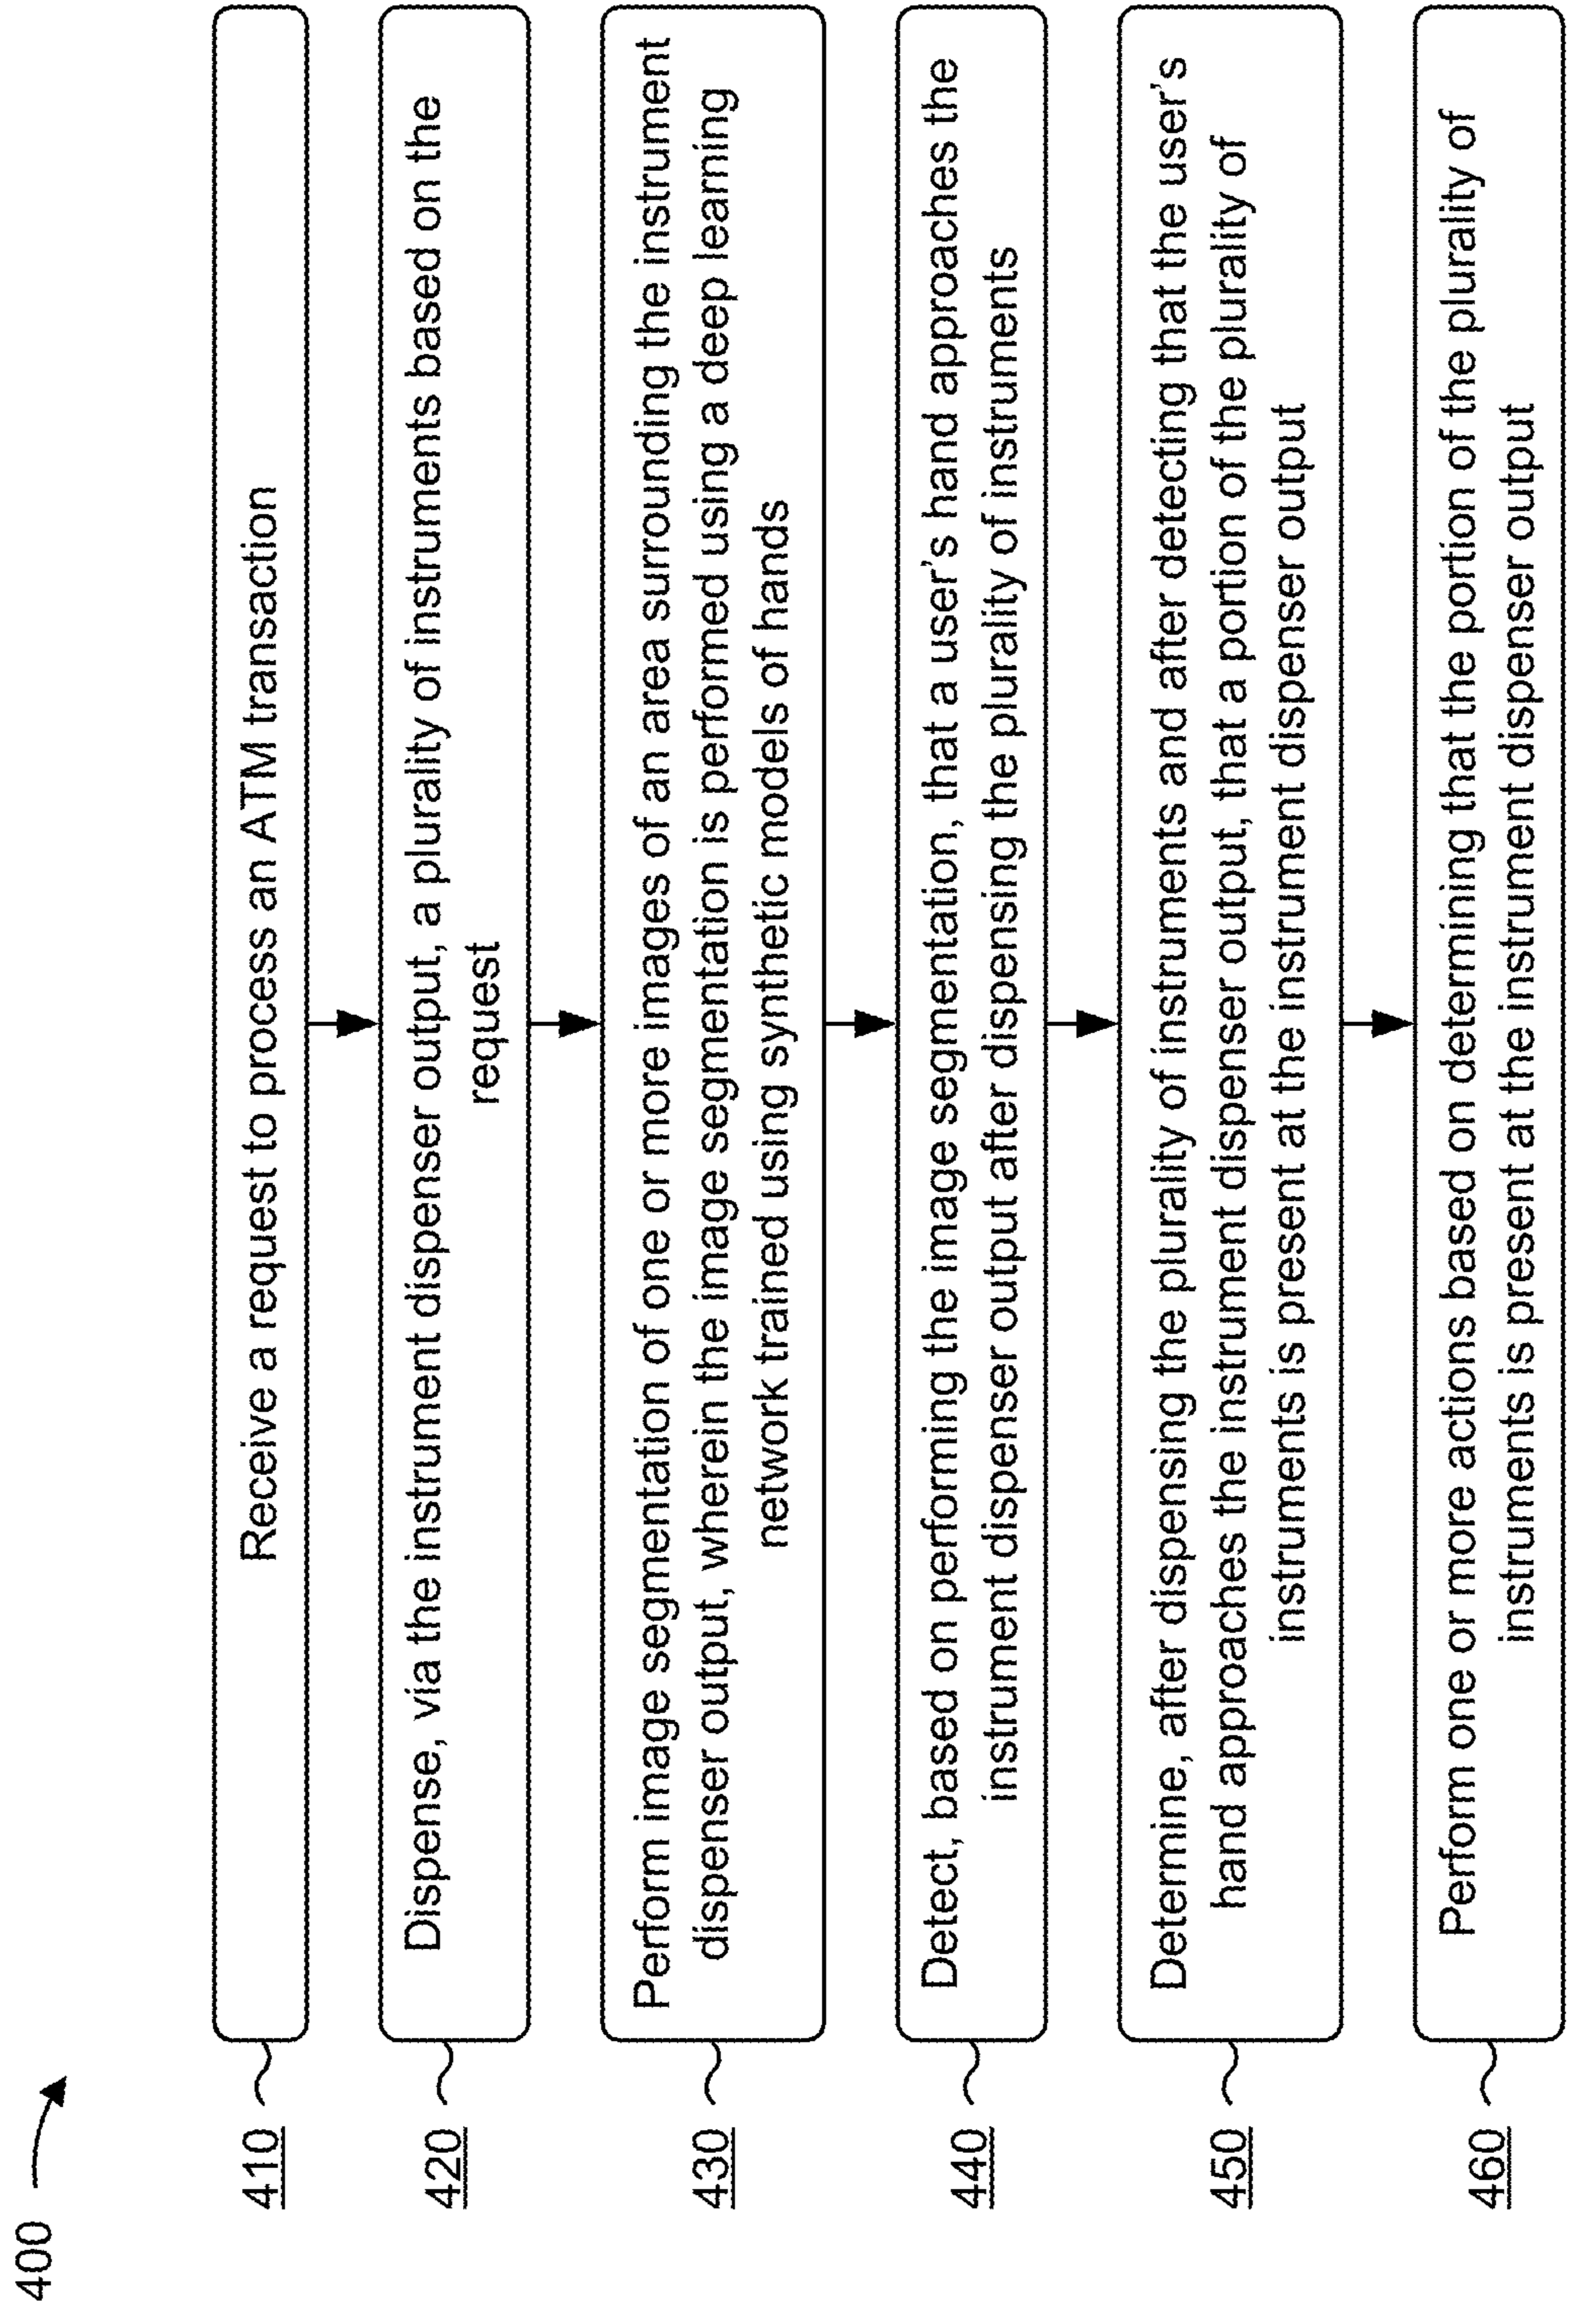 400
410
Receive a request to process an ATM transaction
420
Dispense, via the instrument dispenser output, a plurality of instruments based on the
request
430
Perform image segmentation of one or more images of an area surrounding the instrument
dispenser output, wherein the image segmentation is performed using a deep learning
network trained using synthetic models of hands
440
Detect, based on performing the image segmentation, that a user's hand approaches the
instrument dispenser output after dispensing the plurality of instruments
450
Determine, after dispensing the plurality of instruments and after detecting that the user's
hand approaches the instrument dispenser output, that a portion of the plurality of
instruments is present at the instrument dispenser output
460
Perform one or more actions based on determining that the portion of the plurality of
instruments is present at the instrument dispenser output